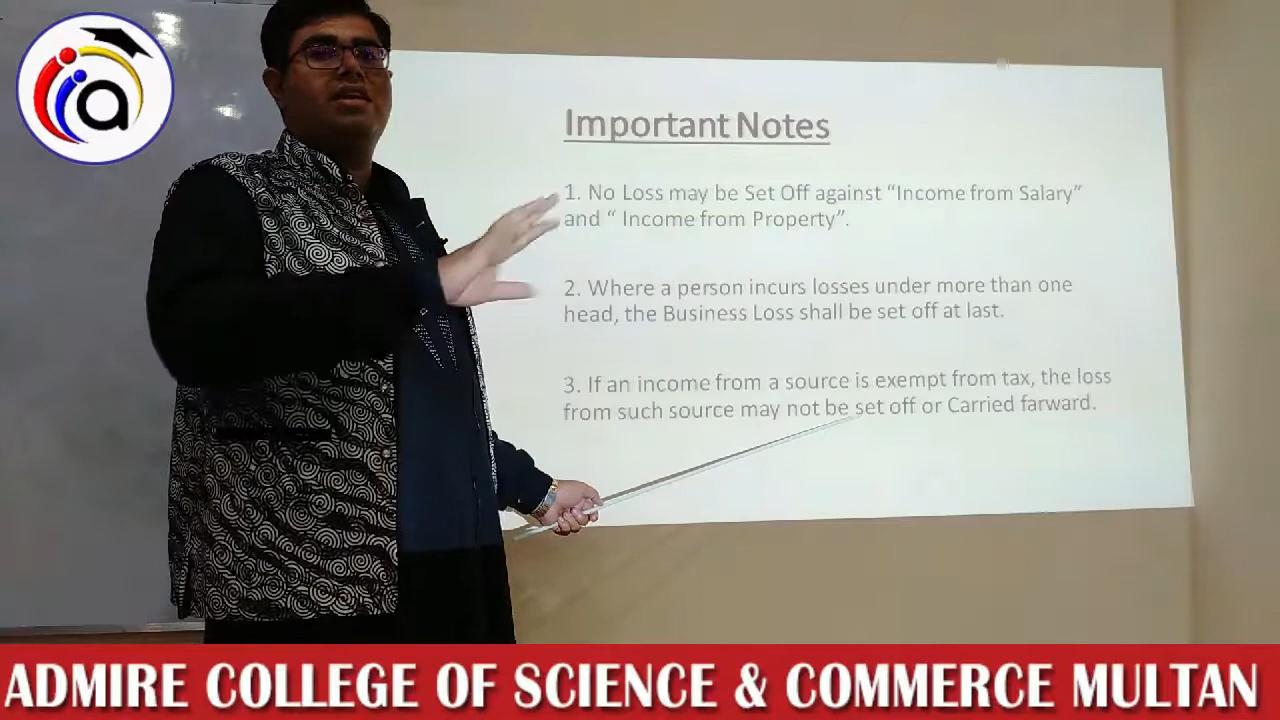 a
Important Notes
1. No Loss may be Set Off against “Income from Salary”
and “ Income from Property”.
2. Where a person incurs losses under more than one
head, the Business Loss shall be set off at last.
3. If an income from a source is exempt from tax, the loss
from such source may not be set off or Carried farward.
ADMIRE COLLEGE OF SCIENCE & COMMERCE MULTAN